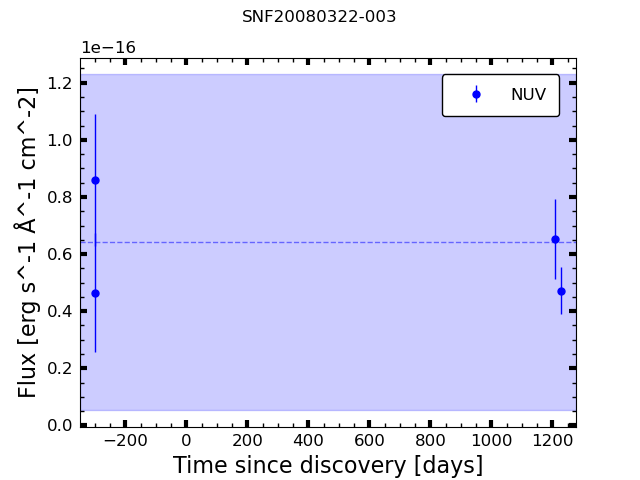 SNF20080322-003
1e−16
NUV
1.2
1.0
0.8
0.6
0.4
0.2
0.0
Flux [erg s^-1 Å^-1 cm^-2]
−200 0 200 400 600 800 1000 1200
Time since discovery [days]